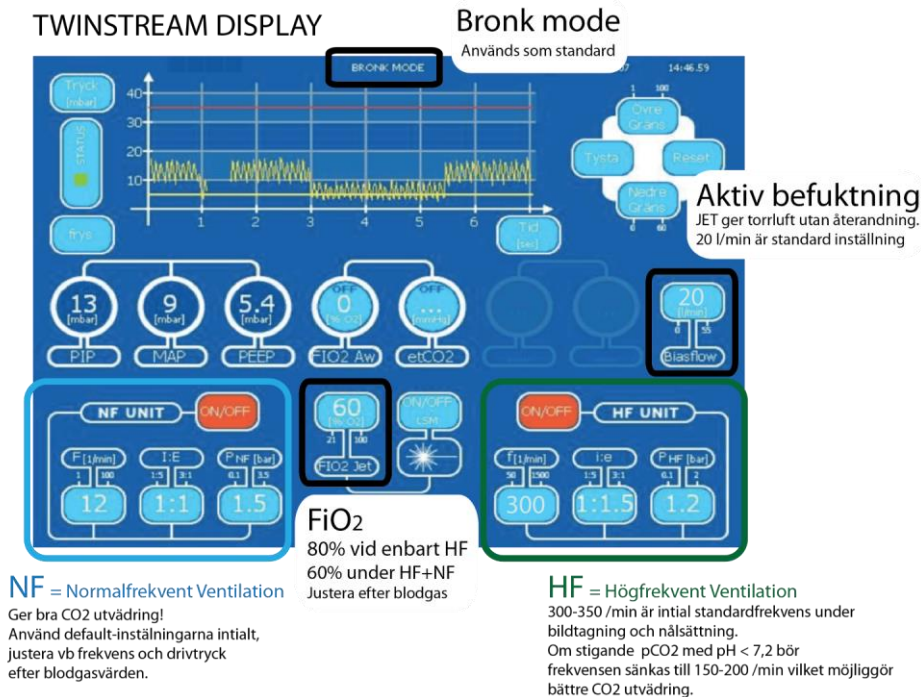 TWINSTREAM DISPLAY
Bronk mode
Används som standard
BRONK MODE
14:46.59
Tryck
[mbar]
40
30
20
10
STATUS
frys
1 2 3 4 5 6 7
Tid
[sec]
1 100
Övre
Gräns
Tysta
Reset
Nedre
Gräns
0 60
Aktiv befuktning
JET ger torrluft utan återandning.
20 l/min är standard inställning
13
[mbar]
PIP
9
[mbar]
MAP
5.4
[mbar]
PEEP
OFF
0
[% O2]
FIO2 Aw
OFF
...
[mmHg]
etCO2
20
[l/min]
0 55
Biasflow
NF UNIT
ON/OFF
F [1/min]
1 100
12
I:E
1:5 3:1
1:1
P NF [bar]
0.1 3.5
1.5
60
[% O2]
21 100
FIO2 Jet
ON/OFF
LSM
ON/OFF
HF UNIT
f[1/min]
50 1500
300
i:e
1:5 3:1
1:1.5
P HF [bar]
0.1 2
1.2
FiO2
80% vid enbart HF
60% under HF+NF
Justera efter blodgas
NF = Normalfrekvent Ventilation
Ger bra CO2 utvädring!
Använd default-instälningarna intialt,
justera vb frekvens och drivtryck
efter blodgasvärden.
HF = Högfrekvent Ventilation
300-350 /min är intial standardfrekvens under
bildtagning och nålsättning.
Om stigande pCO2 med pH < 7,2 bör
frekvensen sänkas till 150-200 /min vilket möjliggör
bättre CO2 utvädring.